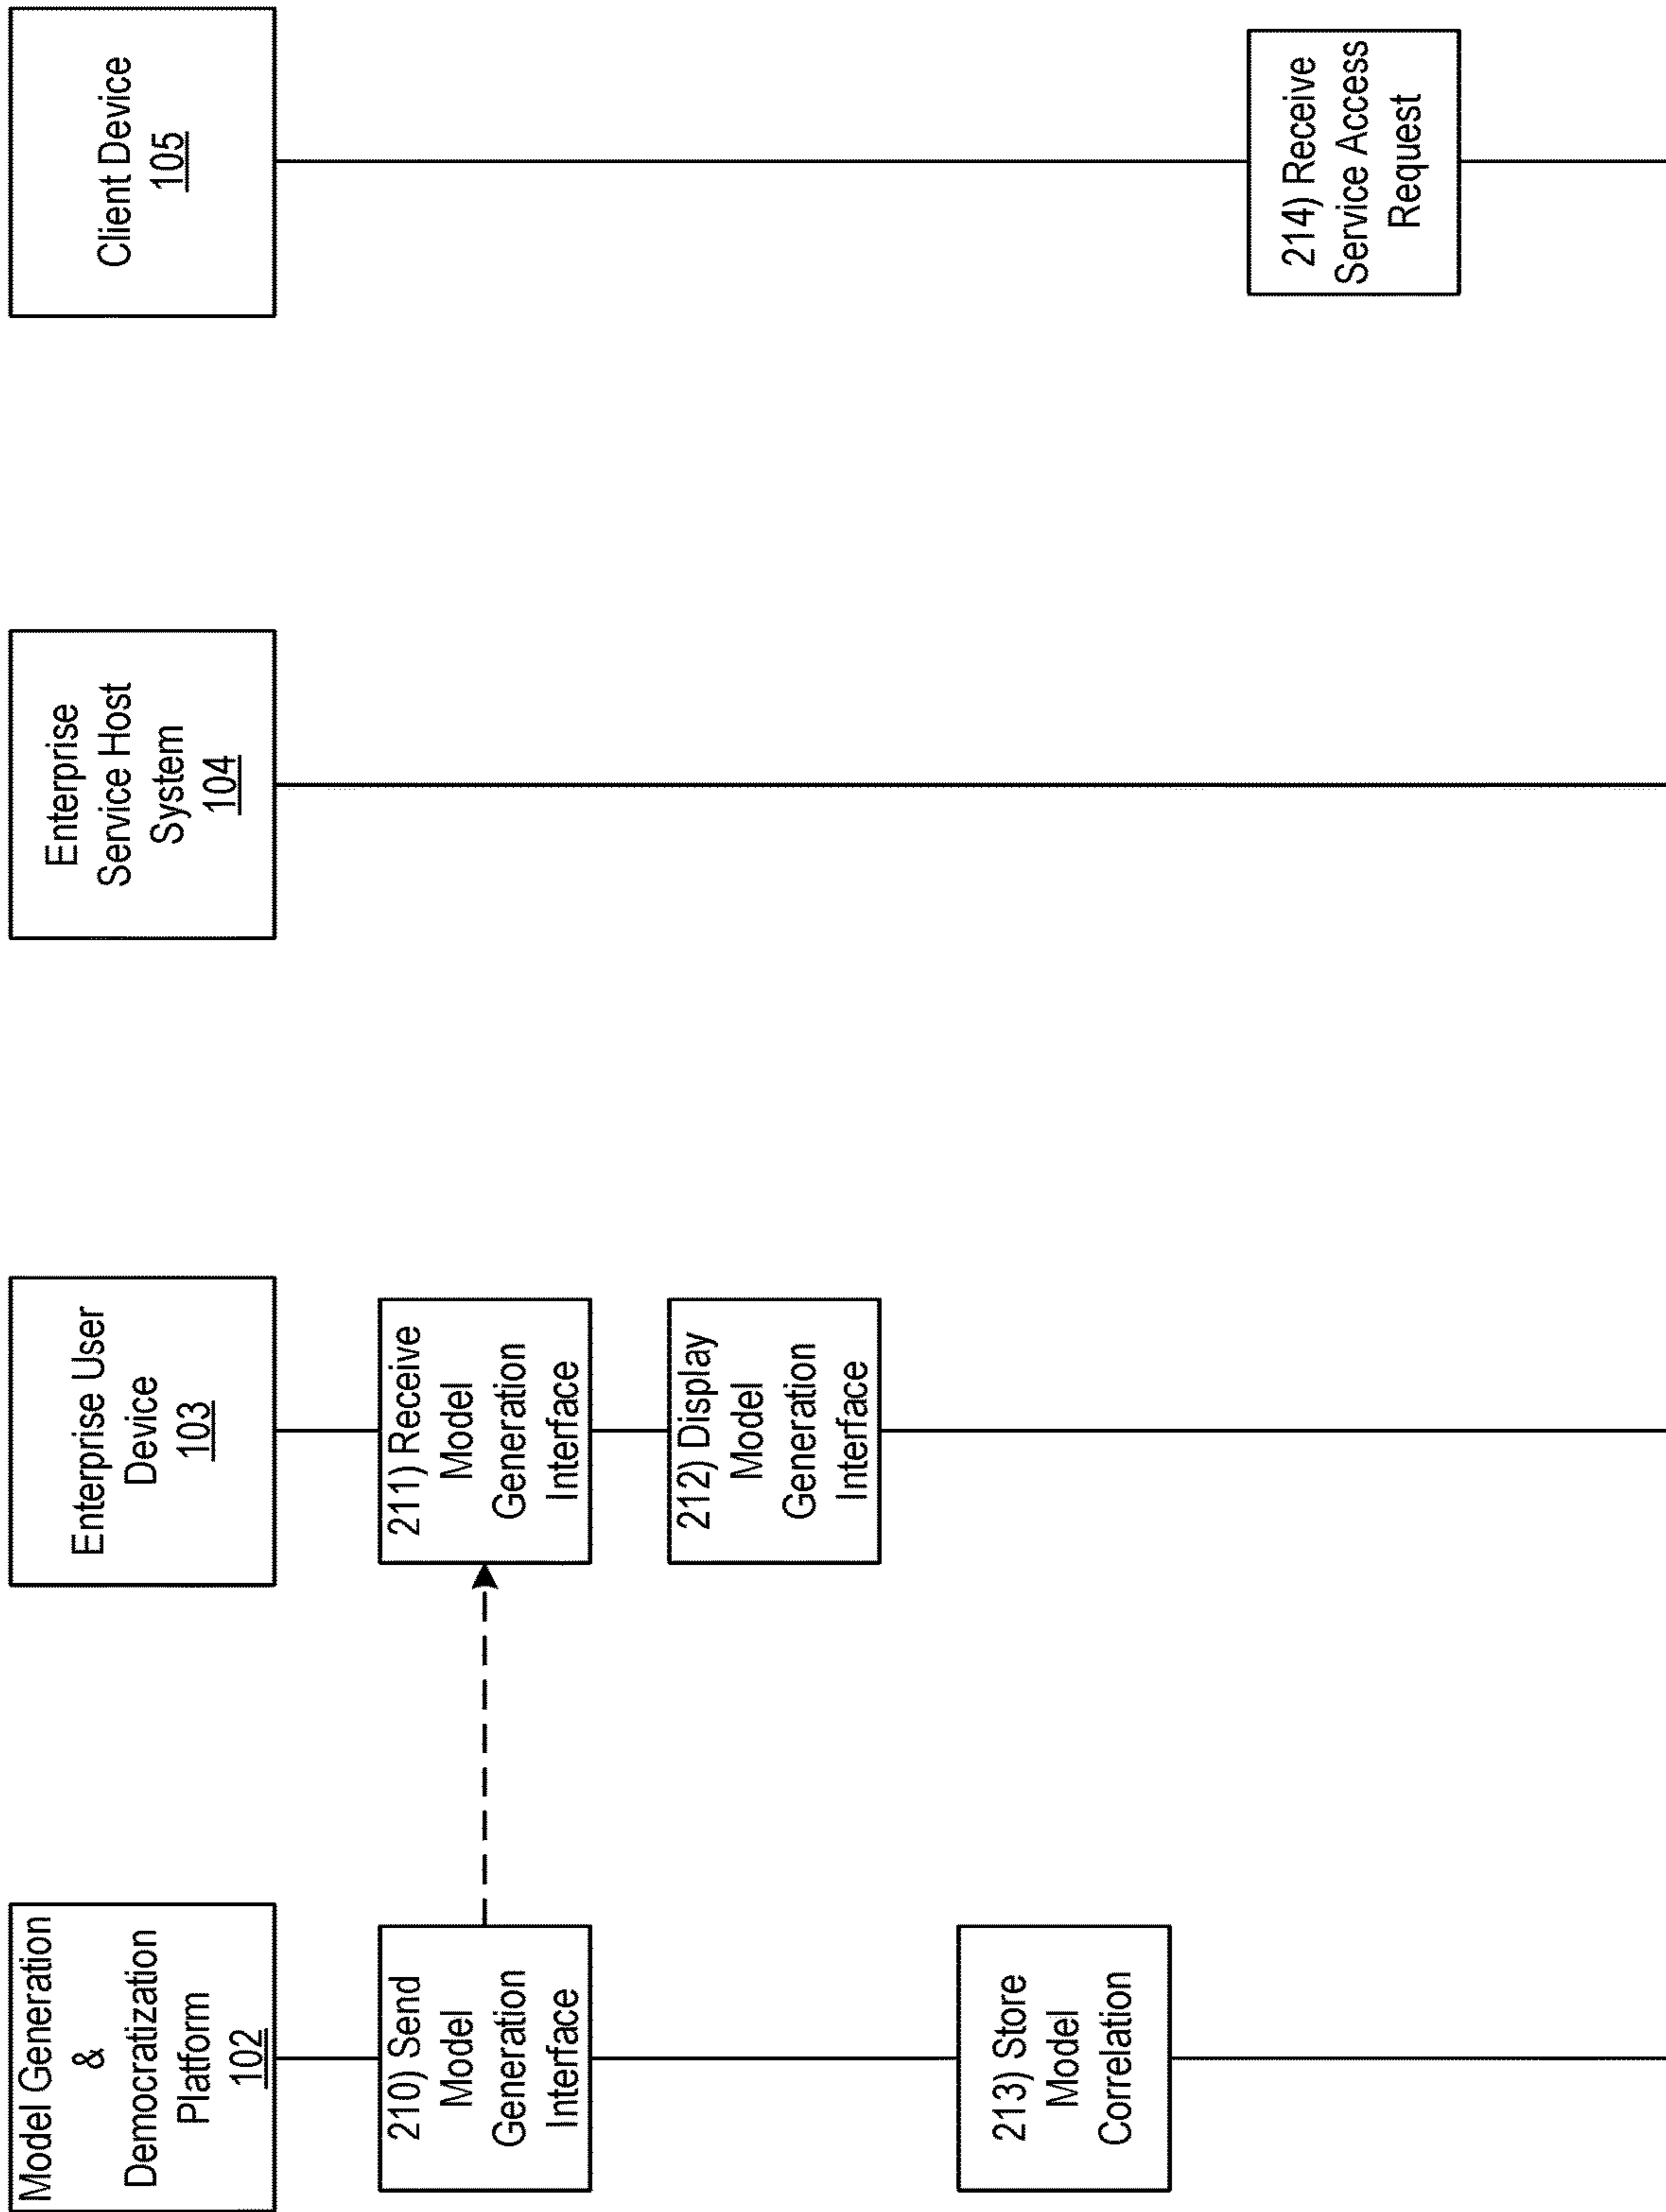 Model Generation
&
Democratization
Platform
102
Enterprise User
Device
103
Enterprise
Service Host
System
104
Client Device
105
210) Send
Model
Generation
Interface
211) Receive
Model
Generation
Interface
212) Display
Model
Generation
Interface
213) Store
Model
Correlation
214) Receive
Service Access
Request